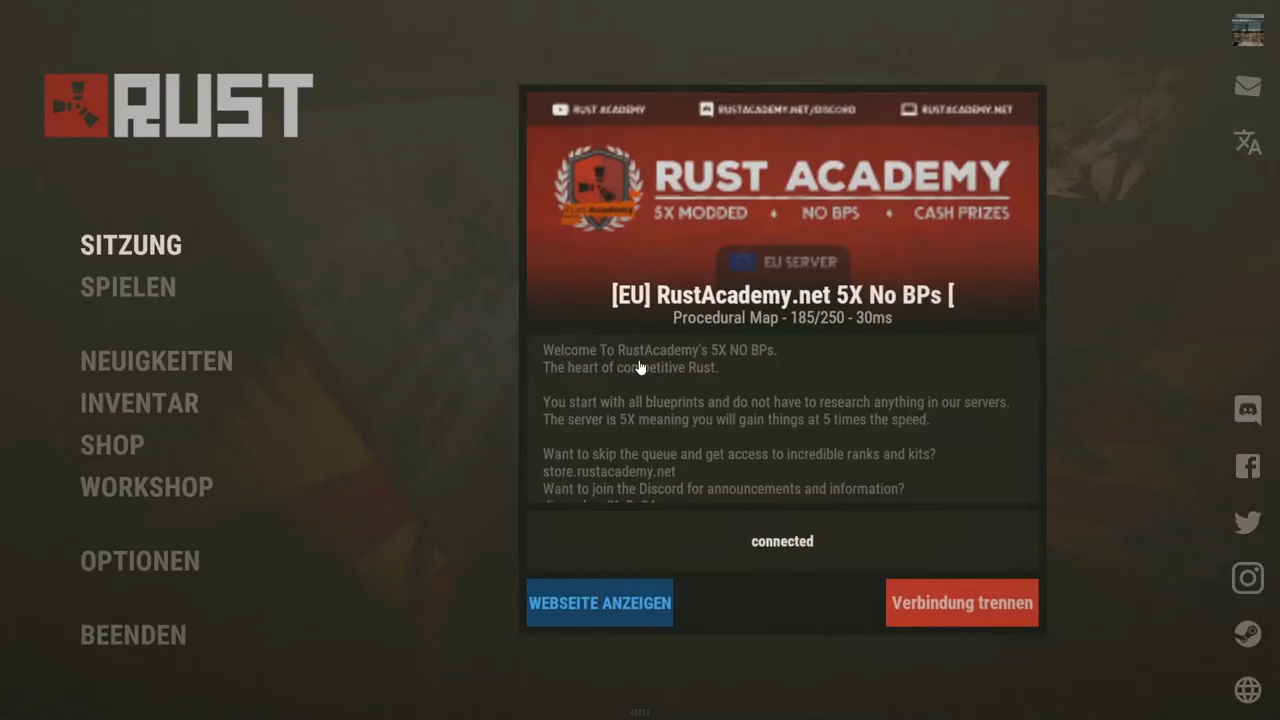 RUST
SITZUNG
SPIELEN
NEUIGKEITEN
INVENTAR
SHOP
WORKSHOP
OPTIONEN
BEENDEN
RUST ACADEMY
RUSTACADEMY.NET/DISCORD
RUSTACADEMY.NET
RUST ACADEMY
5X MODDED • NO BPS • CASH PRIZES
Rust Academy
EU SERVER
[EU] RustAcademy.net 5X No BPs [
Procedural Map - 185/250 - 30ms
Welcome To RustAcademy's 5X NO BPs.
The heart of competitive Rust.
You start with all blueprints and do not have to research anything in our servers.
The server is 5X meaning you will gain things at 5 times the speed.
Want to skip the queue and get access to incredible ranks and kits?
store.rustacademy.net
Want to join the Discord for announcements and information?
connected
WEBSEITE ANZEIGEN
Verbindung trennen